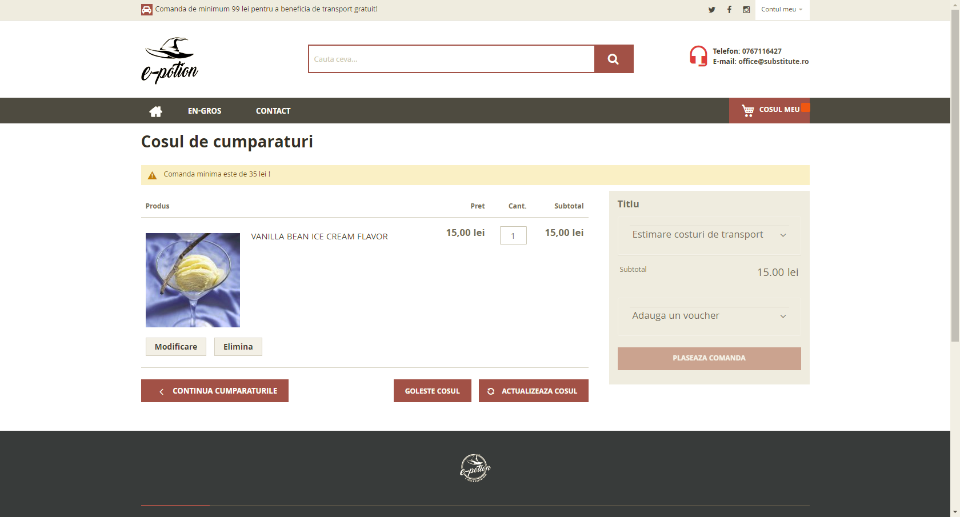 Comanda de minimum 99 lei pentru a beneficia de transport gratuit!
Contul meu
e-potion
Cauta ceva...
Telefon: 0767116427
E-mail: office@substitute.ro
EN-GROS
CONTACT
COSUL MEU
Cosul de cumparaturi
Comanda minima este de 35 lei !
Produs
Pret
Cant.
Subtotal
VANILLA BEAN ICE CREAM FLAVOR
15,00 lei
1
15,00 lei
Modificare
Elimina
CONTINUA CUMPARATURILE
GOLESTE COSUL
ACTUALIZEAZA COSUL
Titlu
Estimare costuri de transport
Subtotal
15.00 lei
Adauga un voucher
PLASEAZA COMANDA
e-potion